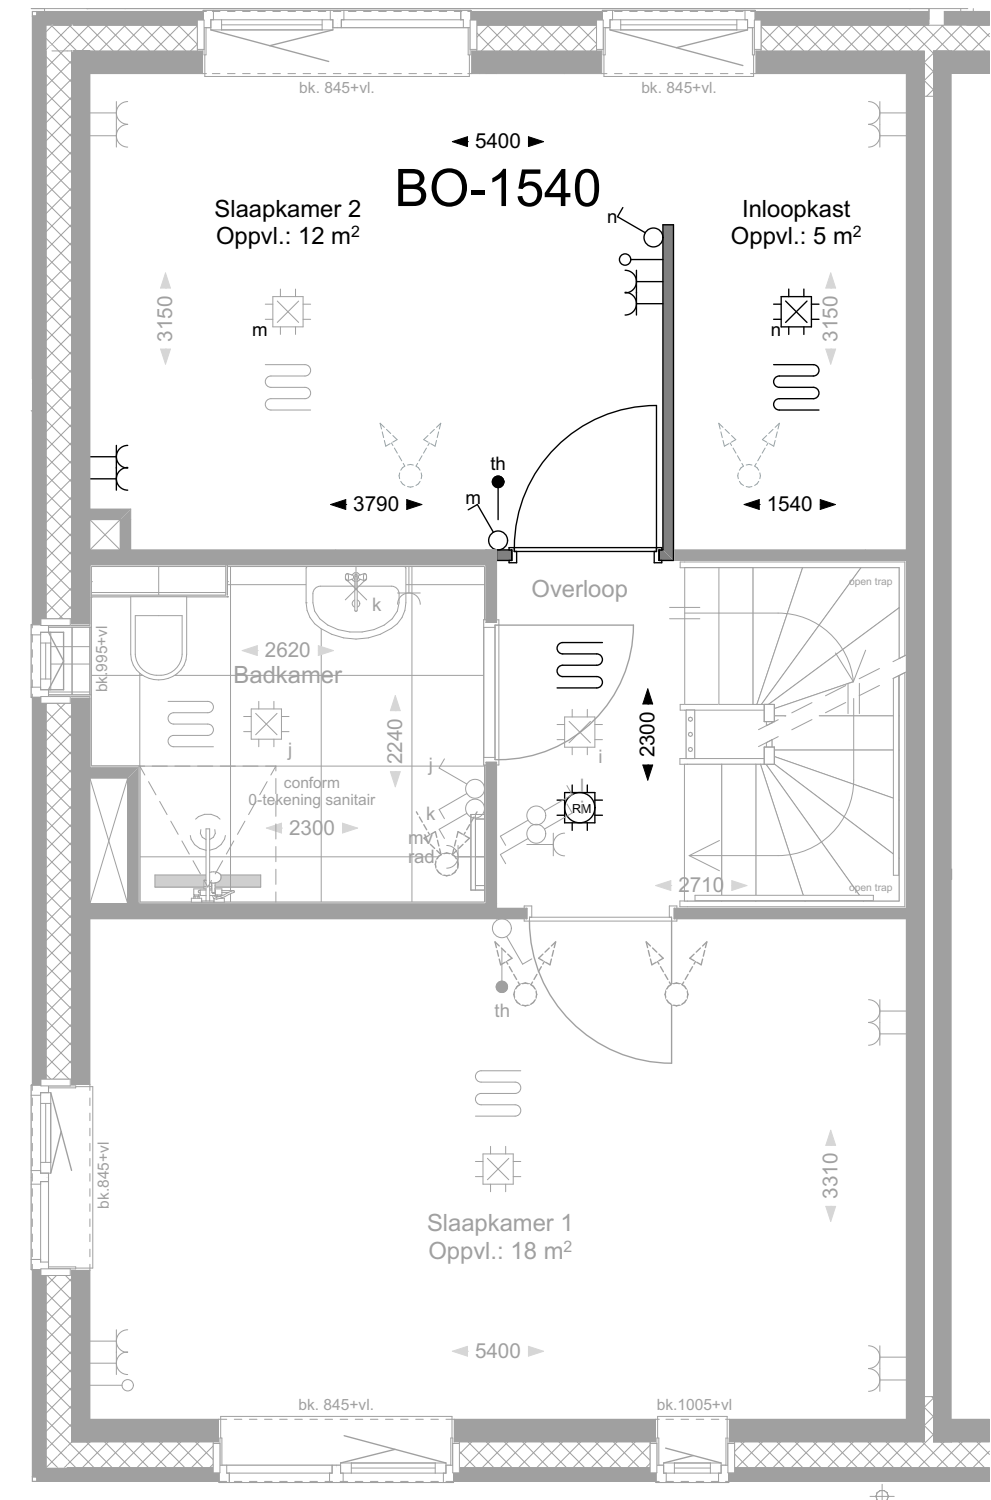 bk. 845+vl.
bk. 845+vl.
5400
BO-1540
Slaapkamer 2
Oppvl.: 12 m²
n
Inloopkast
Oppvl.: 5 m²
3150
m
n
3150
th
m
3790
1540
Overloop
open trap
k
bk.995+vl
2620
Badkamer
2240
2300
j
i
j
conform
0-tekening sanitair
k
2300
mv
rad
l
RM
2710
open trap
th
bk.845+vl
3310
Slaapkamer 1
Oppvl.: 18 m²
5400
bk. 845+vl.
bk.1005+vl